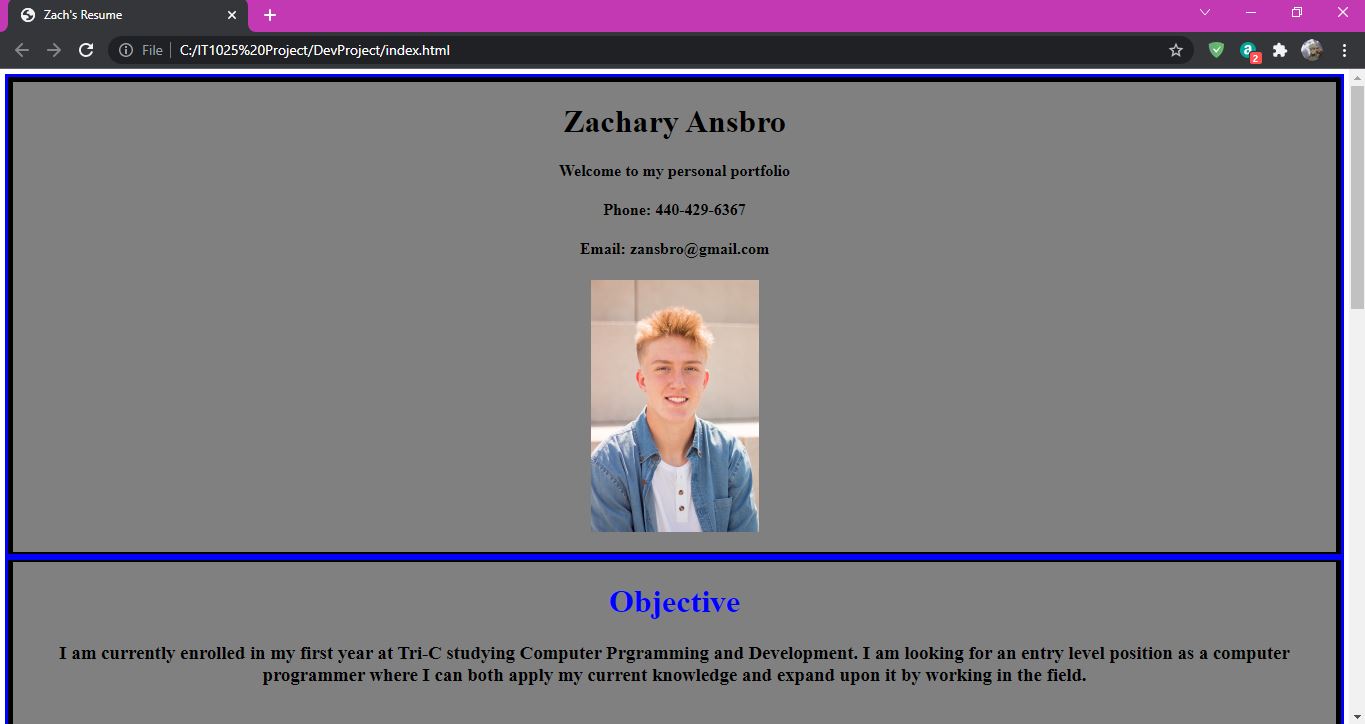 Zach's Resume
File | C:/IT1025%20Project/DevProject/index.html
2
Zachary Ansbro
Welcome to my personal portfolio
Phone: 440-429-6367
Email: zansbro@gmail.com
Objective
I am currently enrolled in my first year at Tri-C studying Computer Prgramming and Development. I am looking for an entry level position as a computer
programmer where I can both apply my current knowledge and expand upon it by working in the field.